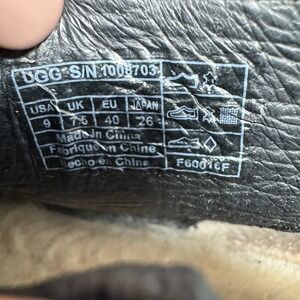 UGG S/N 1008703
USA UK EU JAPAN
9 7.5 40 26
Made in China
Fabriqué en Chine
Hecho en China
F60016F